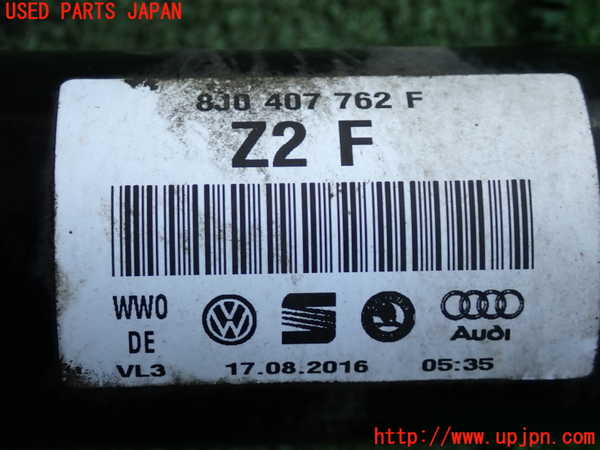 USED PARTS JAPAN
8J0 407 762 F
Z2 F
WWO
DE
Audi
VL3 17.08.2016 05:35
http://www.upjpn.com/